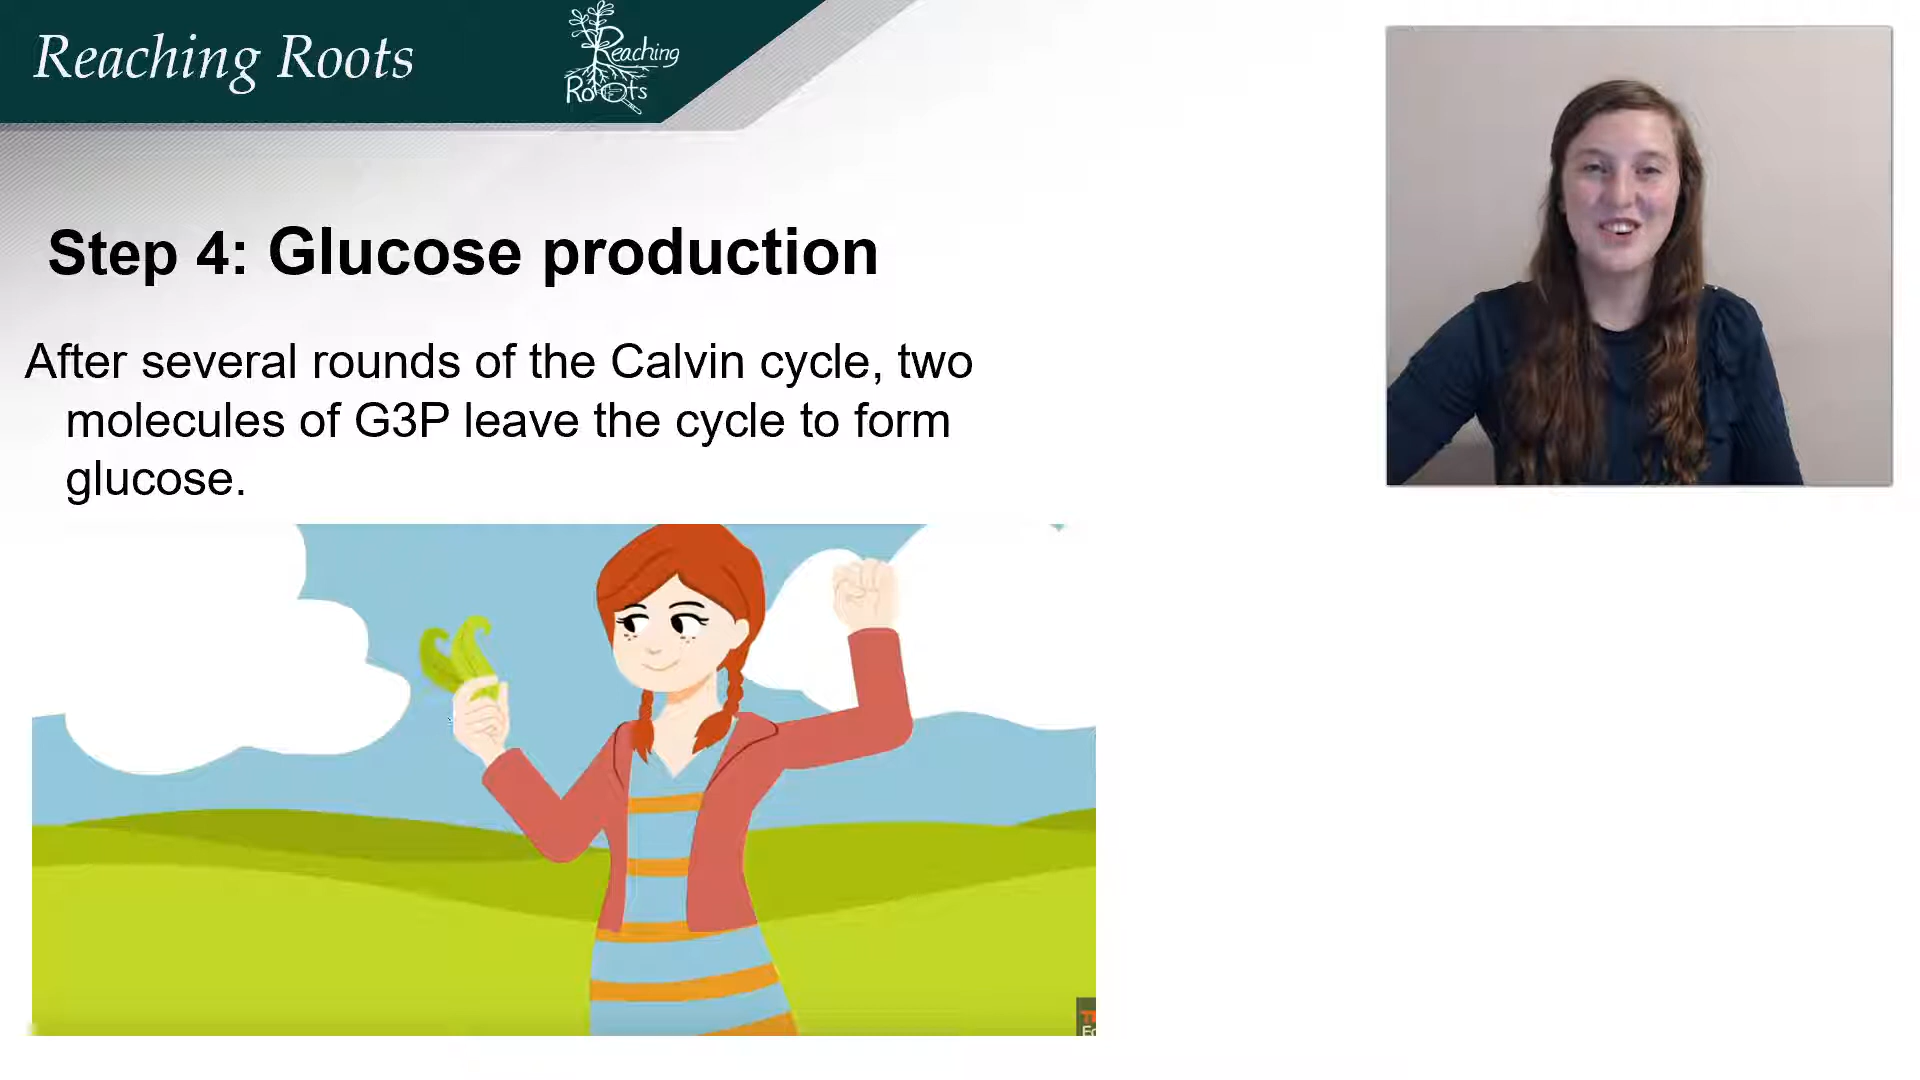 Reaching Roots
Reaching
Roots
Step 4: Glucose production
After several rounds of the Calvin cycle, two
molecules of G3P leave the cycle to form
glucose.